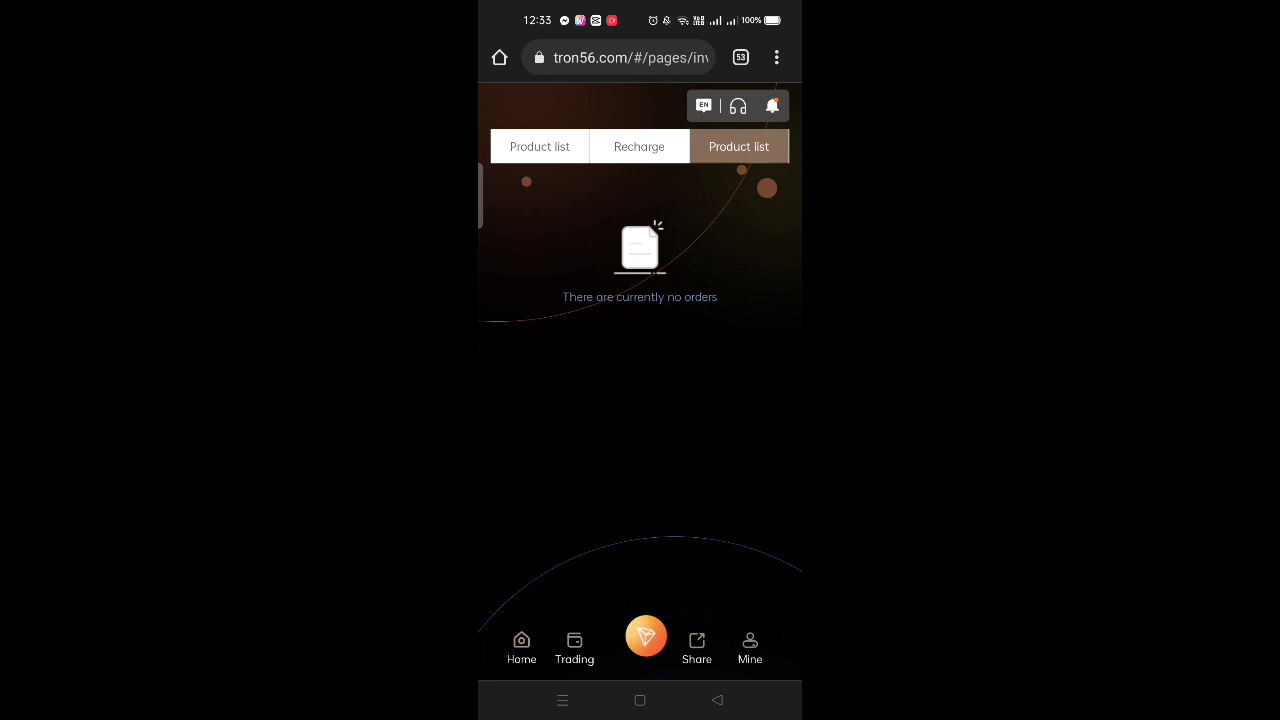 12:33
100%
tron56.com/#/pages/inv
53
EN
Product list
Recharge
Product list
There are currently no orders
Home
Trading
Share
Mine